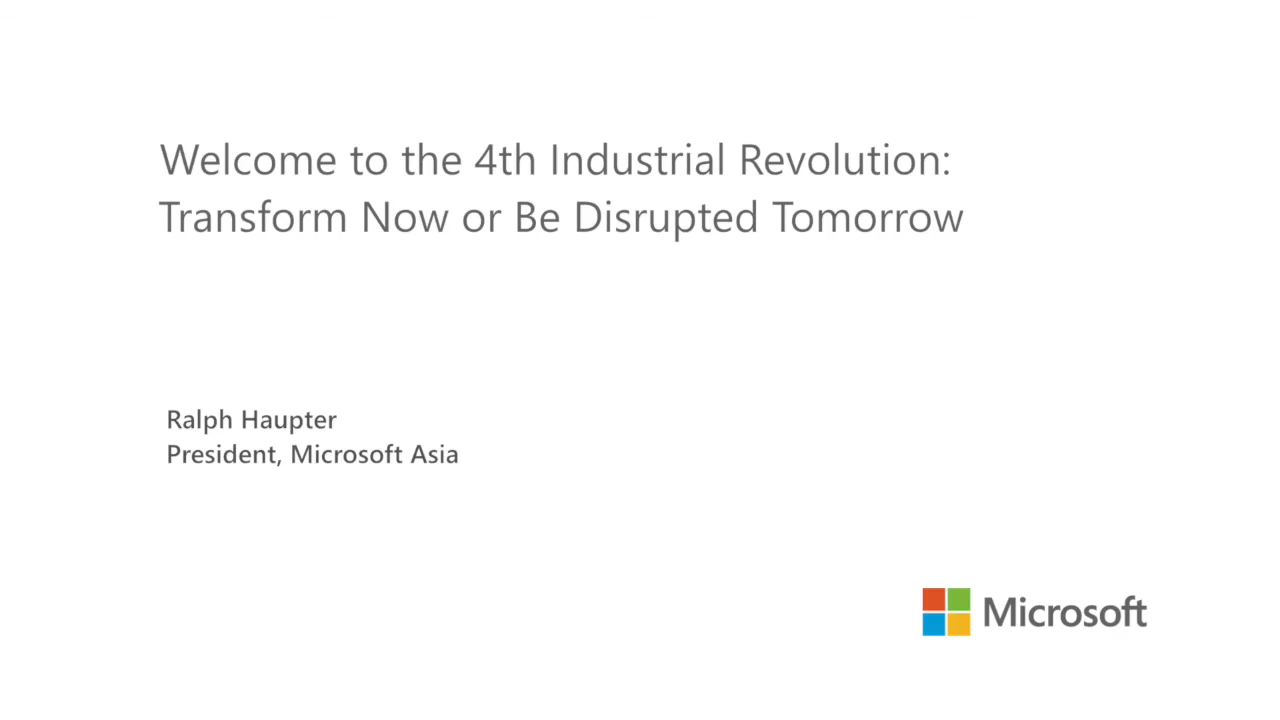 Welcome to the 4th Industrial Revolution:
Transform Now or Be Disrupted Tomorrow
Ralph Haupter
President, Microsoft Asia
Microsoft